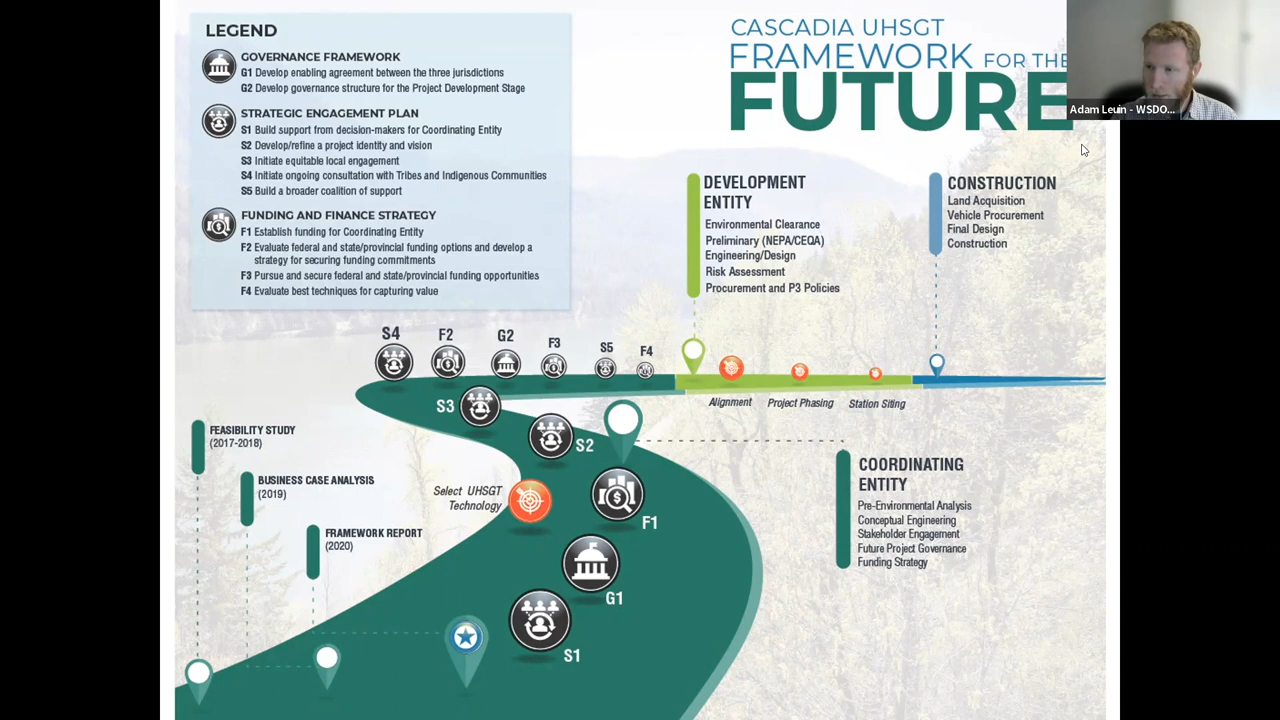 LEGEND
GOVERNANCE FRAMEWORK
G1 Develop enabling agreement between the three jurisdictions
G2 Develop governance structure for the Project Development Stage
STRATEGIC ENGAGEMENT PLAN
S1 Build support from decision-makers for Coordinating Entity
S2 Develop/refine a project identity and vision
S3 Initiate equitable local engagement
S4 Initiate ongoing consultation with Tribes and Indigenous Communities
S5 Build a broader coalition of support
FUNDING AND FINANCE STRATEGY
F1 Establish funding for Coordinating Entity
F2 Evaluate federal and state/provincial funding options and develop a
strategy for securing funding commitments
F3 Pursue and secure federal and state/provincial funding opportunities
F4 Evaluate best techniques for capturing value
CASCADIA UHSGT
FRAMEWORK FOR THE
FUTURE
Adam Leuin - WSDO...
DEVELOPMENT
ENTITY
Environmental Clearance
Preliminary (NEPA/CEQA)
Engineering/Design
Risk Assessment
Procurement and P3 Policies
CONSTRUCTION
Land Acquisition
Vehicle Procurement
Final Design
Construction
S4
F2
G2
F3
S5
F4
Alignment
Project Phasing
Station Siting
S3
S2
FEASIBILITY STUDY
(2017-2018)
BUSINESS CASE ANALYSIS
(2019)
FRAMEWORK REPORT
(2020)
Select UHSGT
Technology
F1
G1
S1
COORDINATING
ENTITY
Pre-Environmental Analysis
Conceptual Engineering
Stakeholder Engagement
Future Project Governance
Funding Strategy